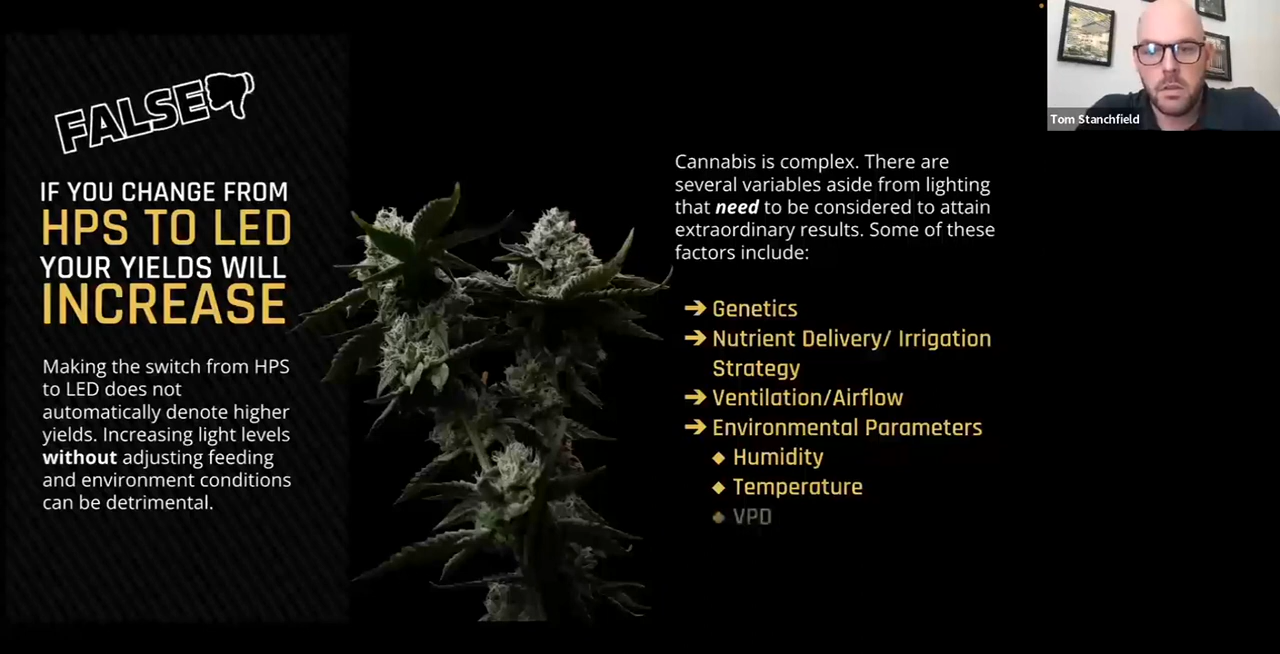 FALSE
IF YOU CHANGE FROM
HPS TO LED
YOUR YIELDS WILL
INCREASE
Making the switch from HPS
to LED does not
automatically denote higher
yields. Increasing light levels
without adjusting feeding
and environment conditions
can be detrimental.
Cannabis is complex. There are
several variables aside from lighting
that need to be considered to attain
extraordinary results. Some of these
factors include:
Genetics
Nutrient Delivery/ Irrigation
Strategy
Ventilation/Airflow
Environmental Parameters
Humidity
Temperature
VPD
Tom Stanchfield